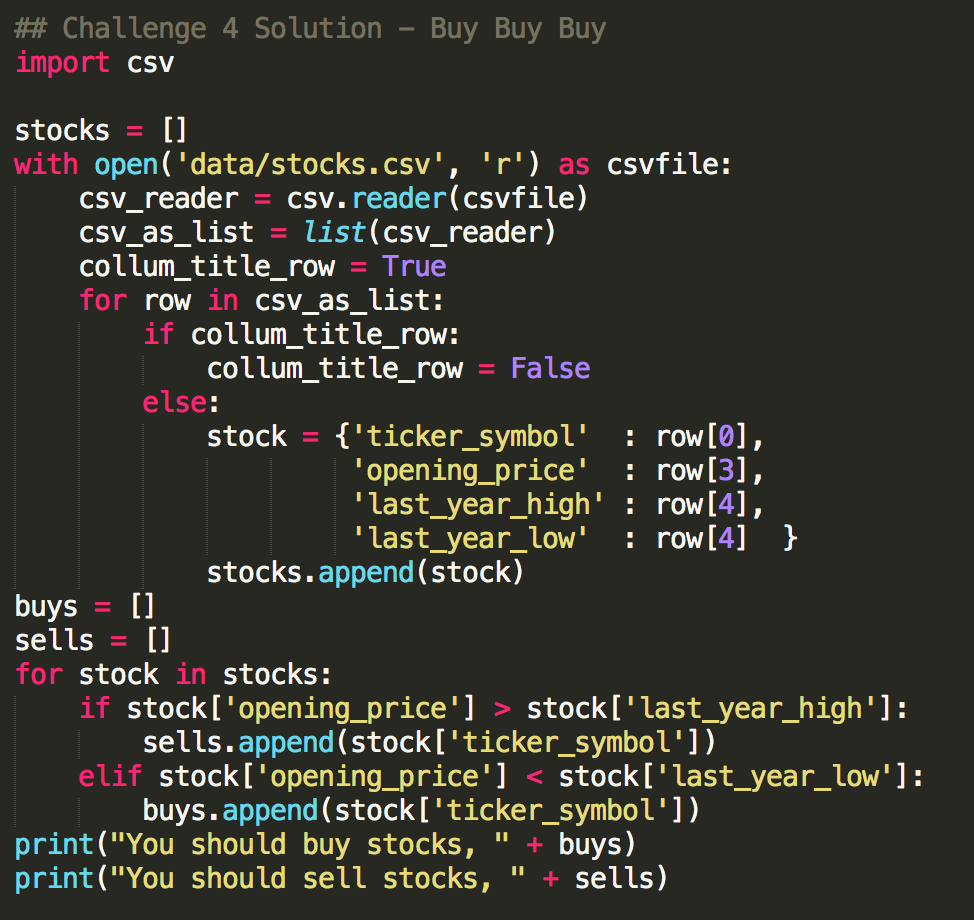 ## Challenge 4 Solution – Buy Buy Buy
import csv

stocks = []
with open('data/stocks.csv', 'r') as csvfile:
    csv_reader = csv.reader(csvfile)
    csv_as_list = list(csv_reader)
    collum_title_row = True
    for row in csv_as_list:
        if collum_title_row:
            collum_title_row = False
        else:
            stock = {'ticker_symbol'  : row[0],
                     'opening_price'  : row[3],
                     'last_year_high' : row[4],
                     'last_year_low'  : row[4]  }
            stocks.append(stock)
buys = []
sells = []
for stock in stocks:
    if stock['opening_price'] > stock['last_year_high']:
        sells.append(stock['ticker_symbol'])
    elif stock['opening_price'] < stock['last_year_low']:
        buys.append(stock['ticker_symbol'])
print("You should buy stocks, " + buys)
print("You should sell stocks, " + sells)